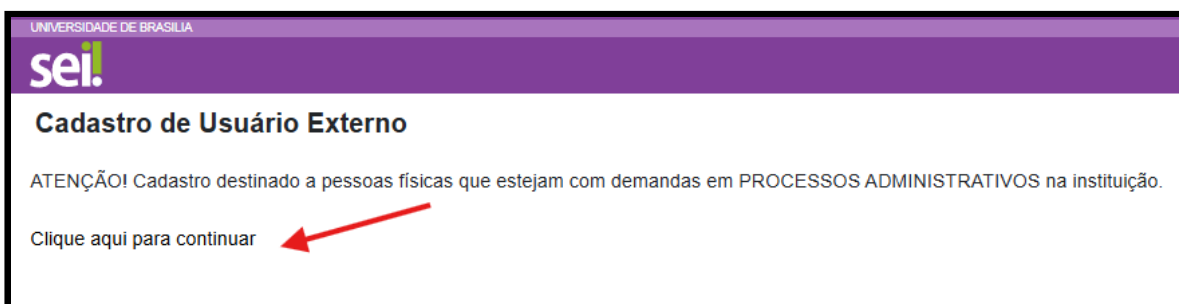 UNIVERSIDADE DE BRASILIA
sei!
Cadastro de Usuário Externo
ATENÇÃO! Cadastro destinado a pessoas físicas que estejam com demandas em PROCESSOS ADMINISTRATIVOS na instituição.
Clique aqui para continuar